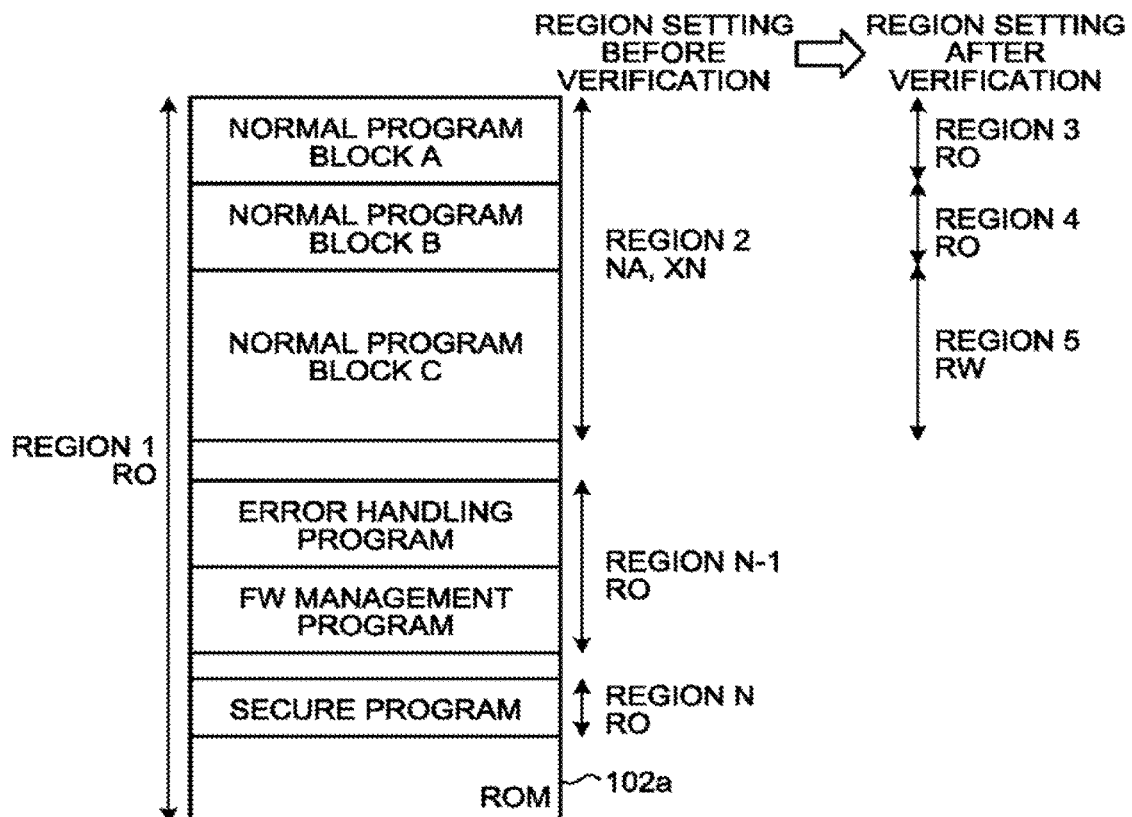 REGION SETTING
BEFORE
VERIFICATION
REGION SETTING
AFTER
VERIFICATION
NORMAL PROGRAM
BLOCK A
REGION 3
RO
NORMAL PROGRAM
BLOCK B
REGION 4
RO
REGION 2
NA, XN
NORMAL PROGRAM
BLOCK C
REGION 5
RW
REGION 1
RO
ERROR HANDLING
PROGRAM
REGION N-1
RO
FW MANAGEMENT
PROGRAM
SECURE PROGRAM
REGION N
RO
ROM
102a